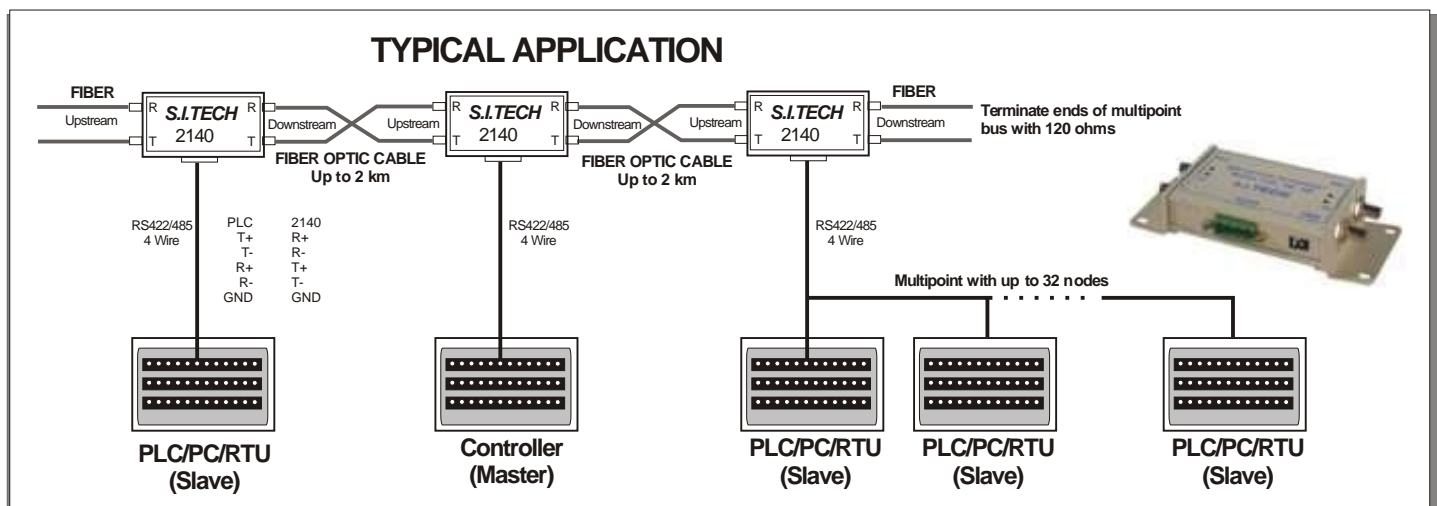 TYPICAL APPLICATION
FIBER
Upstream
R S.I.TECH R
T 2140 T
Downstream
FIBER OPTIC CABLE
Up to 2 km
Upstream
R S.I.TECH R
T 2140 T
Downstream
FIBER OPTIC CABLE
Up to 2 km
Upstream
R S.I.TECH R
T 2140 T
FIBER
Downstream
Terminate ends of multipoint
bus with 120 ohms
RS422/485
4 Wire
PLC 2140
T+ R+
T- R-
R+ T+
R- T-
GND GND
RS422/485
4 Wire
RS422/485
4 Wire
Multipoint with up to 32 nodes
PLC/PC/RTU
(Slave)
Controller
(Master)
PLC/PC/RTU
(Slave)
PLC/PC/RTU
(Slave)
PLC/PC/RTU
(Slave)